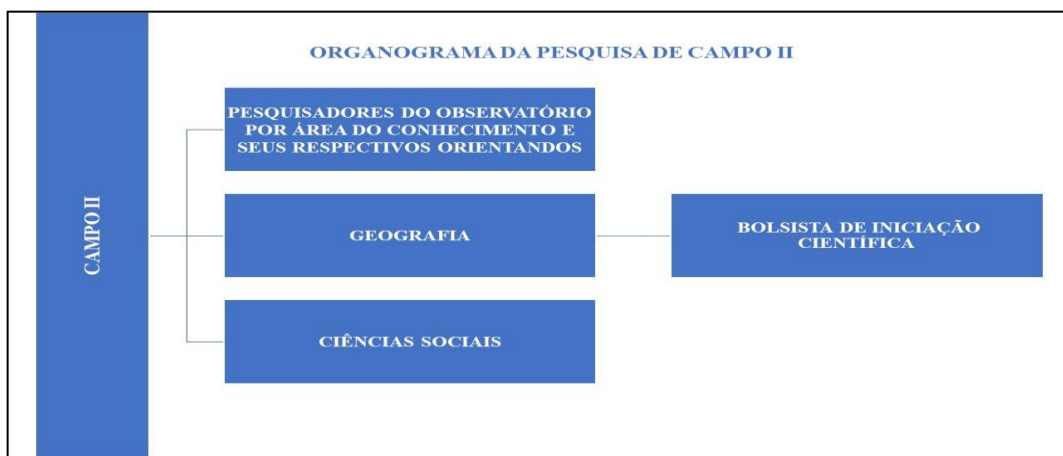 ORGANOGRAMA DA PESQUISA DE CAMPO II
CAMPO II
PESQUISADORES DO OBSERVATÓRIO
POR ÁREA DO CONHECIMENTO E
SEUS RESPECTIVOS ORIENTANDOS
GEOGRAFIA
BOLSISTA DE INICIAÇÃO
CIENTÍFICA
CIÊNCIAS SOCIAIS